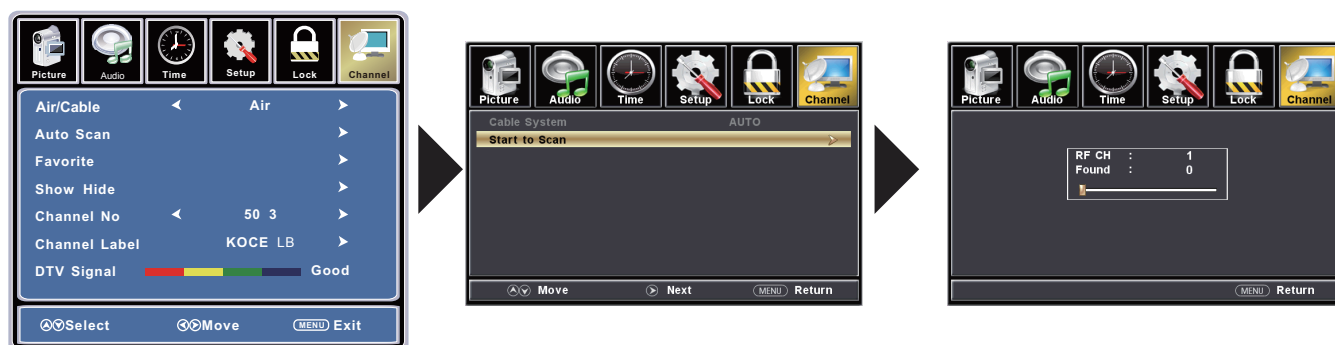 Picture Audio Time Setup Lock Channel
Air/Cable Air
Auto Scan
Favorite
Show Hide
Channel No 50 3
Channel Label KOCE LB
DTV Signal Good
Select Move MENU Exit
Picture Audio Time Setup Lock Channel
Cable System AUTO
Start to Scan
Move Next MENU Return
Picture Audio Time Setup Lock Channel
RF CH : 1
Found : 0
MENU Return